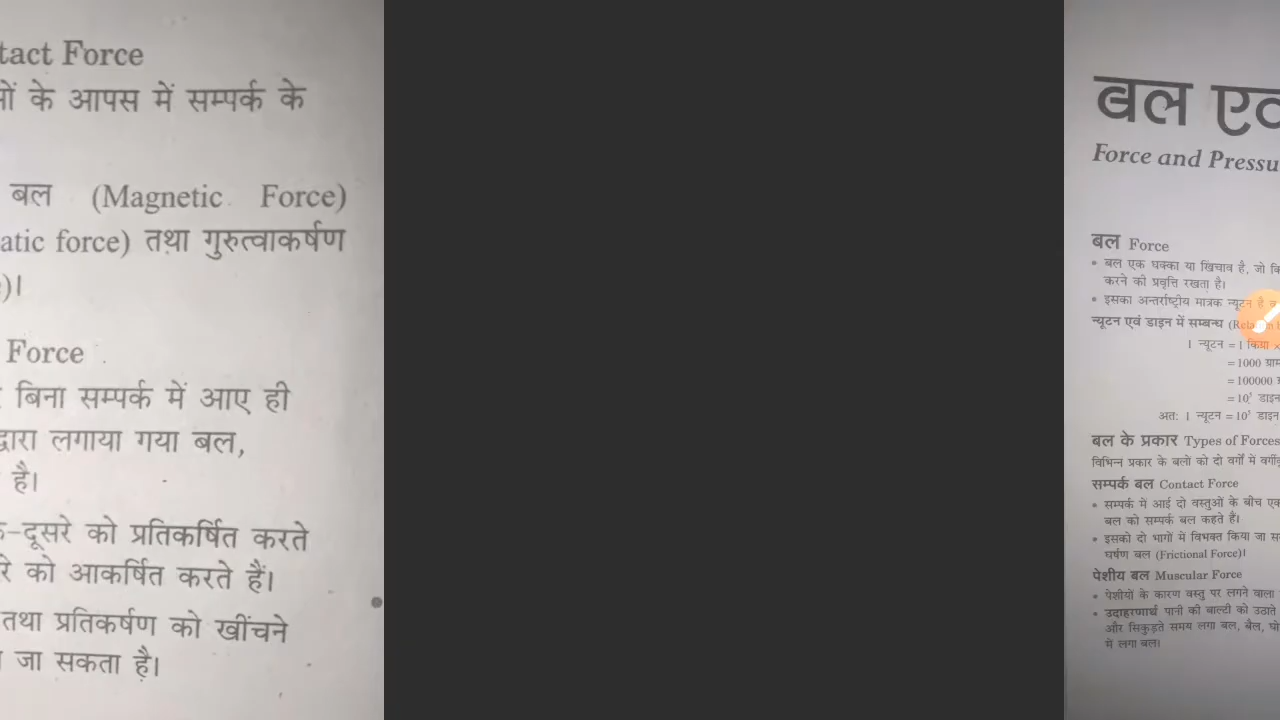 tact Force
के आपस में सम्पर्क के
बल (Magnetic Force)
atic force) तथा गुरुत्वाकर्षण
)।
Force
बिना सम्पर्क में आए ही
द्वारा लगाया गया बल,
है।
-दूसरे को प्रतिकर्षित करते
रे को आकर्षित करते हैं।
तथा प्रतिकर्षण को खींचने
जा सकता है।
बल एव
Force and Pressu
बल Force
• बल एक धक्का या खिंचाव है, जो
करने की प्रवृत्ति रखता है।
• इसका अन्तर्राष्ट्रीय मात्रक न्यूटन है
न्यूटन एवं डाइन में सम्बन्ध
1 न्यूटन = 1 किग्रा ×
= 1000 ग्राम
= 100000
= 10⁵ डाइन
अतः 1 न्यूटन = 10⁵ डाइन
बल के प्रकार Types of Forces
विभिन्न प्रकार के बलों को दो वर्गों में
सम्पर्क बल Contact Force
• सम्पर्क में आई दो वस्तुओं के बीच एक
बल को सम्पर्क बल कहते हैं।
• इसको दो भागों में विभक्त किया जा
घर्षण बल (Frictional Force)।
पेशीय बल Muscular Force
• पेशीयों के कारण वस्तु पर लगने वाला
• उदाहरणार्थ पानी की बाल्टी को उठाते
और सिकुड़ते समय लगा बल, बैल,
में लगा बल।